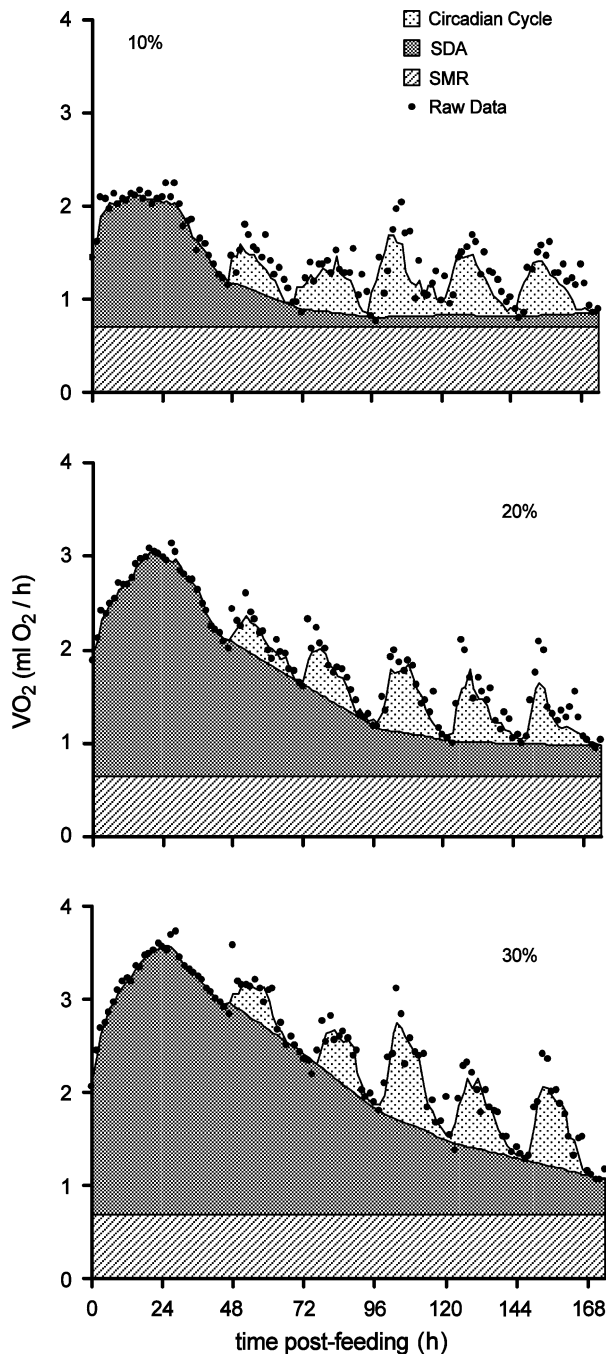 4
10%
Circadian Cycle
SDA
SMR
Raw Data
3
2
1
0
4
20%
3
2
1
0
VO2 (ml O2 / h)
4
30%
3
2
1
0
0 24 48 72 96 120 144 168
time post-feeding (h)